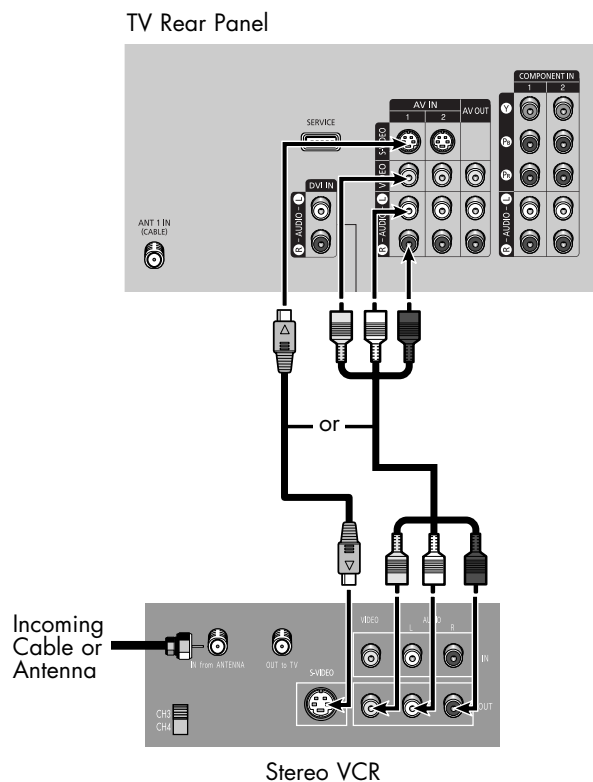 TV Rear Panel
COMPONENT IN
1 2
AV IN
AV OUT
1 2
SERVICE
S-VIDEO
Y
VIDEO
PB
DVI IN
PR
R - AUDIO - L
R - AUDIO - L
R - AUDIO - L
ANT 1 IN
(CABLE)
or
Incoming
Cable or
Antenna
VIDEO
AUDIO
L R
IN
IN from ANTENNA
OUT to TV
S-VIDEO
OUT
CH3
CH4
Stereo VCR